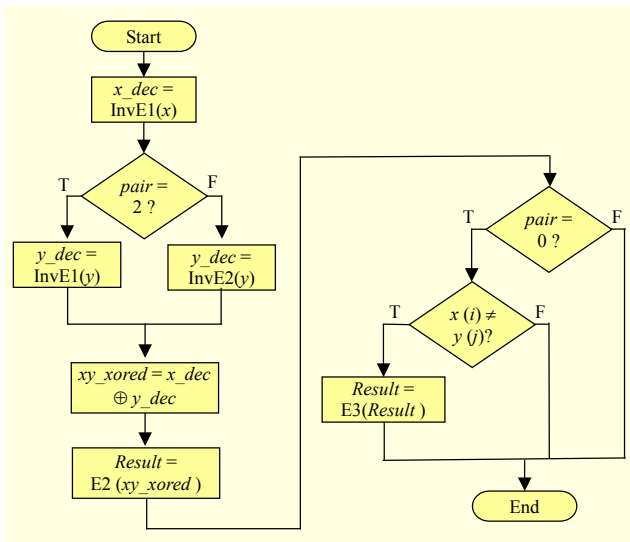 Start
x_dec =
InvE1(x)
pair =
2 ?
T
F
y_dec =
InvE1(y)
y_dec =
InvE2(y)
xy_xored = x_dec
⊕ y_dec
Result =
E2 (xy_xored )
pair =
0 ?
T
F
x (i) ≠
y (j)?
T
F
Result =
E3(Result )
End